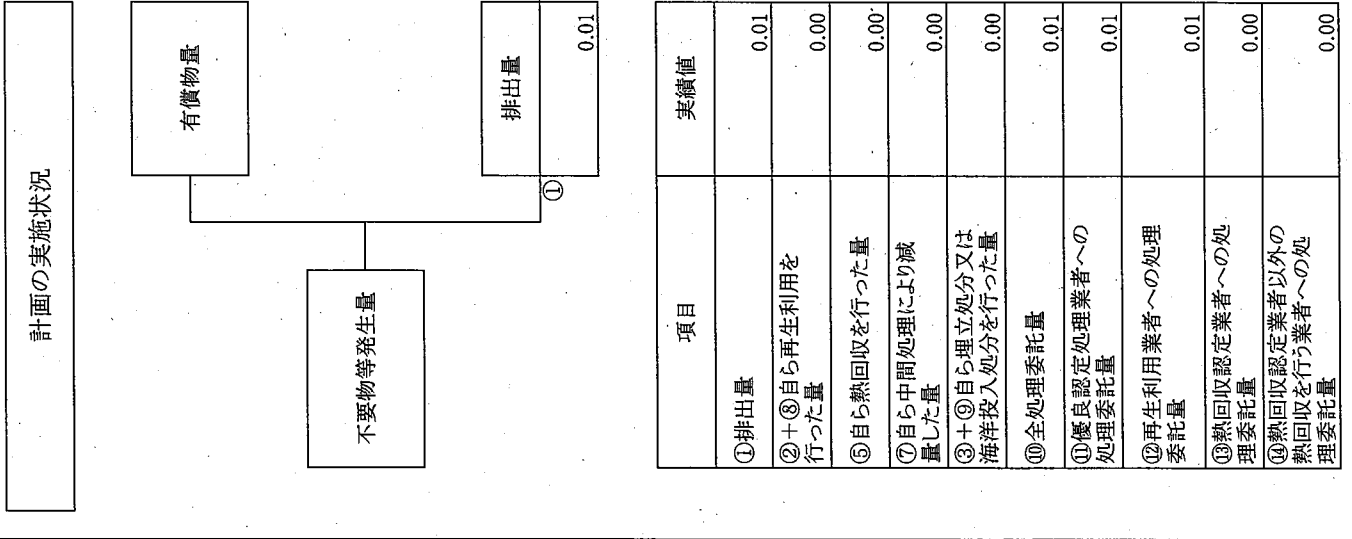 計画の実施状況
有償物量
不要物等発生量
排出量
①
0.01
項目
実績値
①排出量
0.01
②+⑧自ら再生利用を
行った量
0.00
⑤自ら熱回収を行った量
0.00
⑦自ら中間処理により減
量した量
0.00
③+⑨自ら埋立処分又は
海洋投入処分を行った量
0.00
⑩全処理委託量
0.01
⑪優良認定処理業者への
処理委託量
0.01
⑫再生利用業者への処理
委託量
0.01
⑬熱回収認定業者への処
理委託量
0.00
⑭熱回収認定業者以外の
熱回収を行う業者への処
理委託量
0.00